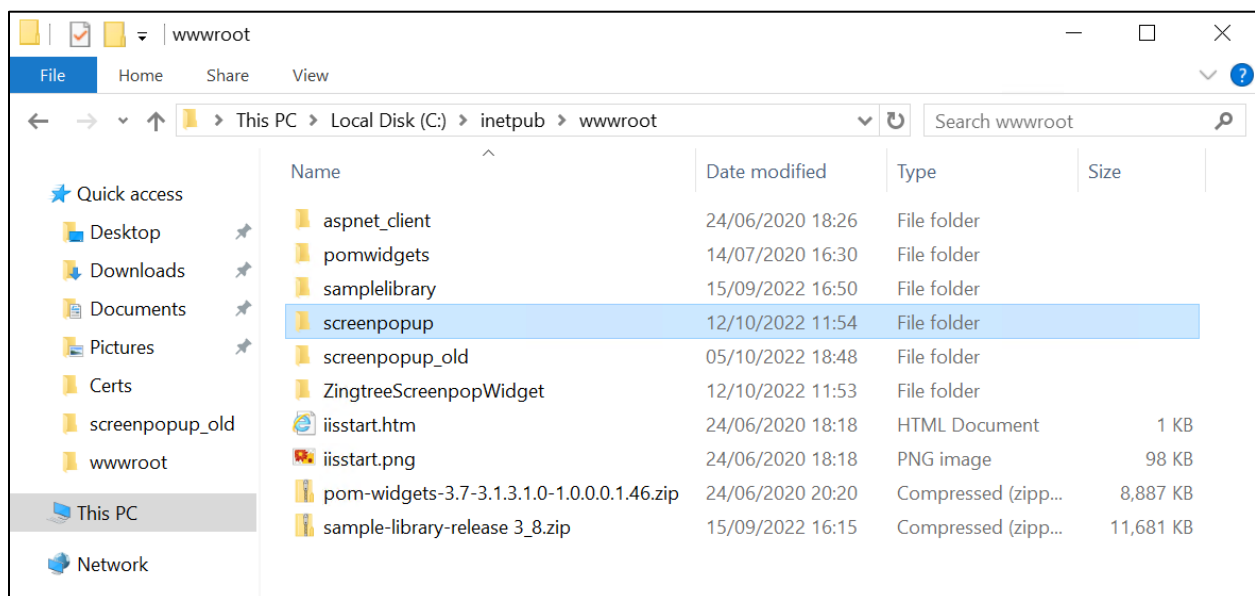 wwwroot
File Home Share View
This PC Local Disk (C:) inetpub wwwroot Search wwwroot
Name Date modified Type Size
Quick access
Desktop
Downloads
Documents
Pictures
Certs
screenpopup_old
wwwroot
This PC
Network
aspnet_client 24/06/2020 18:26 File folder
pomwidgets 14/07/2020 16:30 File folder
samplelibrary 15/09/2022 16:50 File folder
screenpopup 12/10/2022 11:54 File folder
screenpopup_old 05/10/2022 18:48 File folder
ZingtreeScreenpopWidget 12/10/2022 11:53 File folder
iisstart.htm 24/06/2020 18:18 HTML Document 1 KB
iisstart.png 24/06/2020 18:18 PNG image 98 KB
pom-widgets-3.7-3.1.3.1.0-1.0.0.0.1.46.zip 24/06/2020 20:20 Compressed (zipp... 8,887 KB
sample-library-release 3_8.zip 15/09/2022 16:15 Compressed (zipp... 11,681 KB